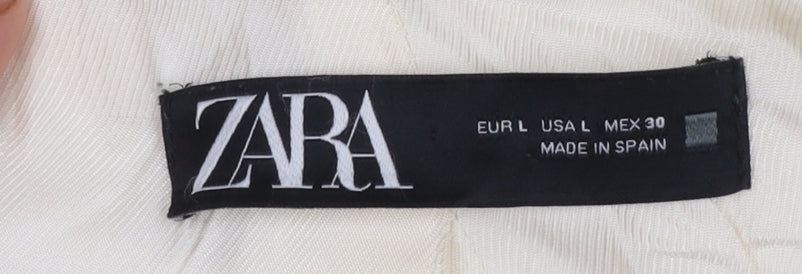 ZARA
EUR L USA L MEX 30
MADE IN SPAIN